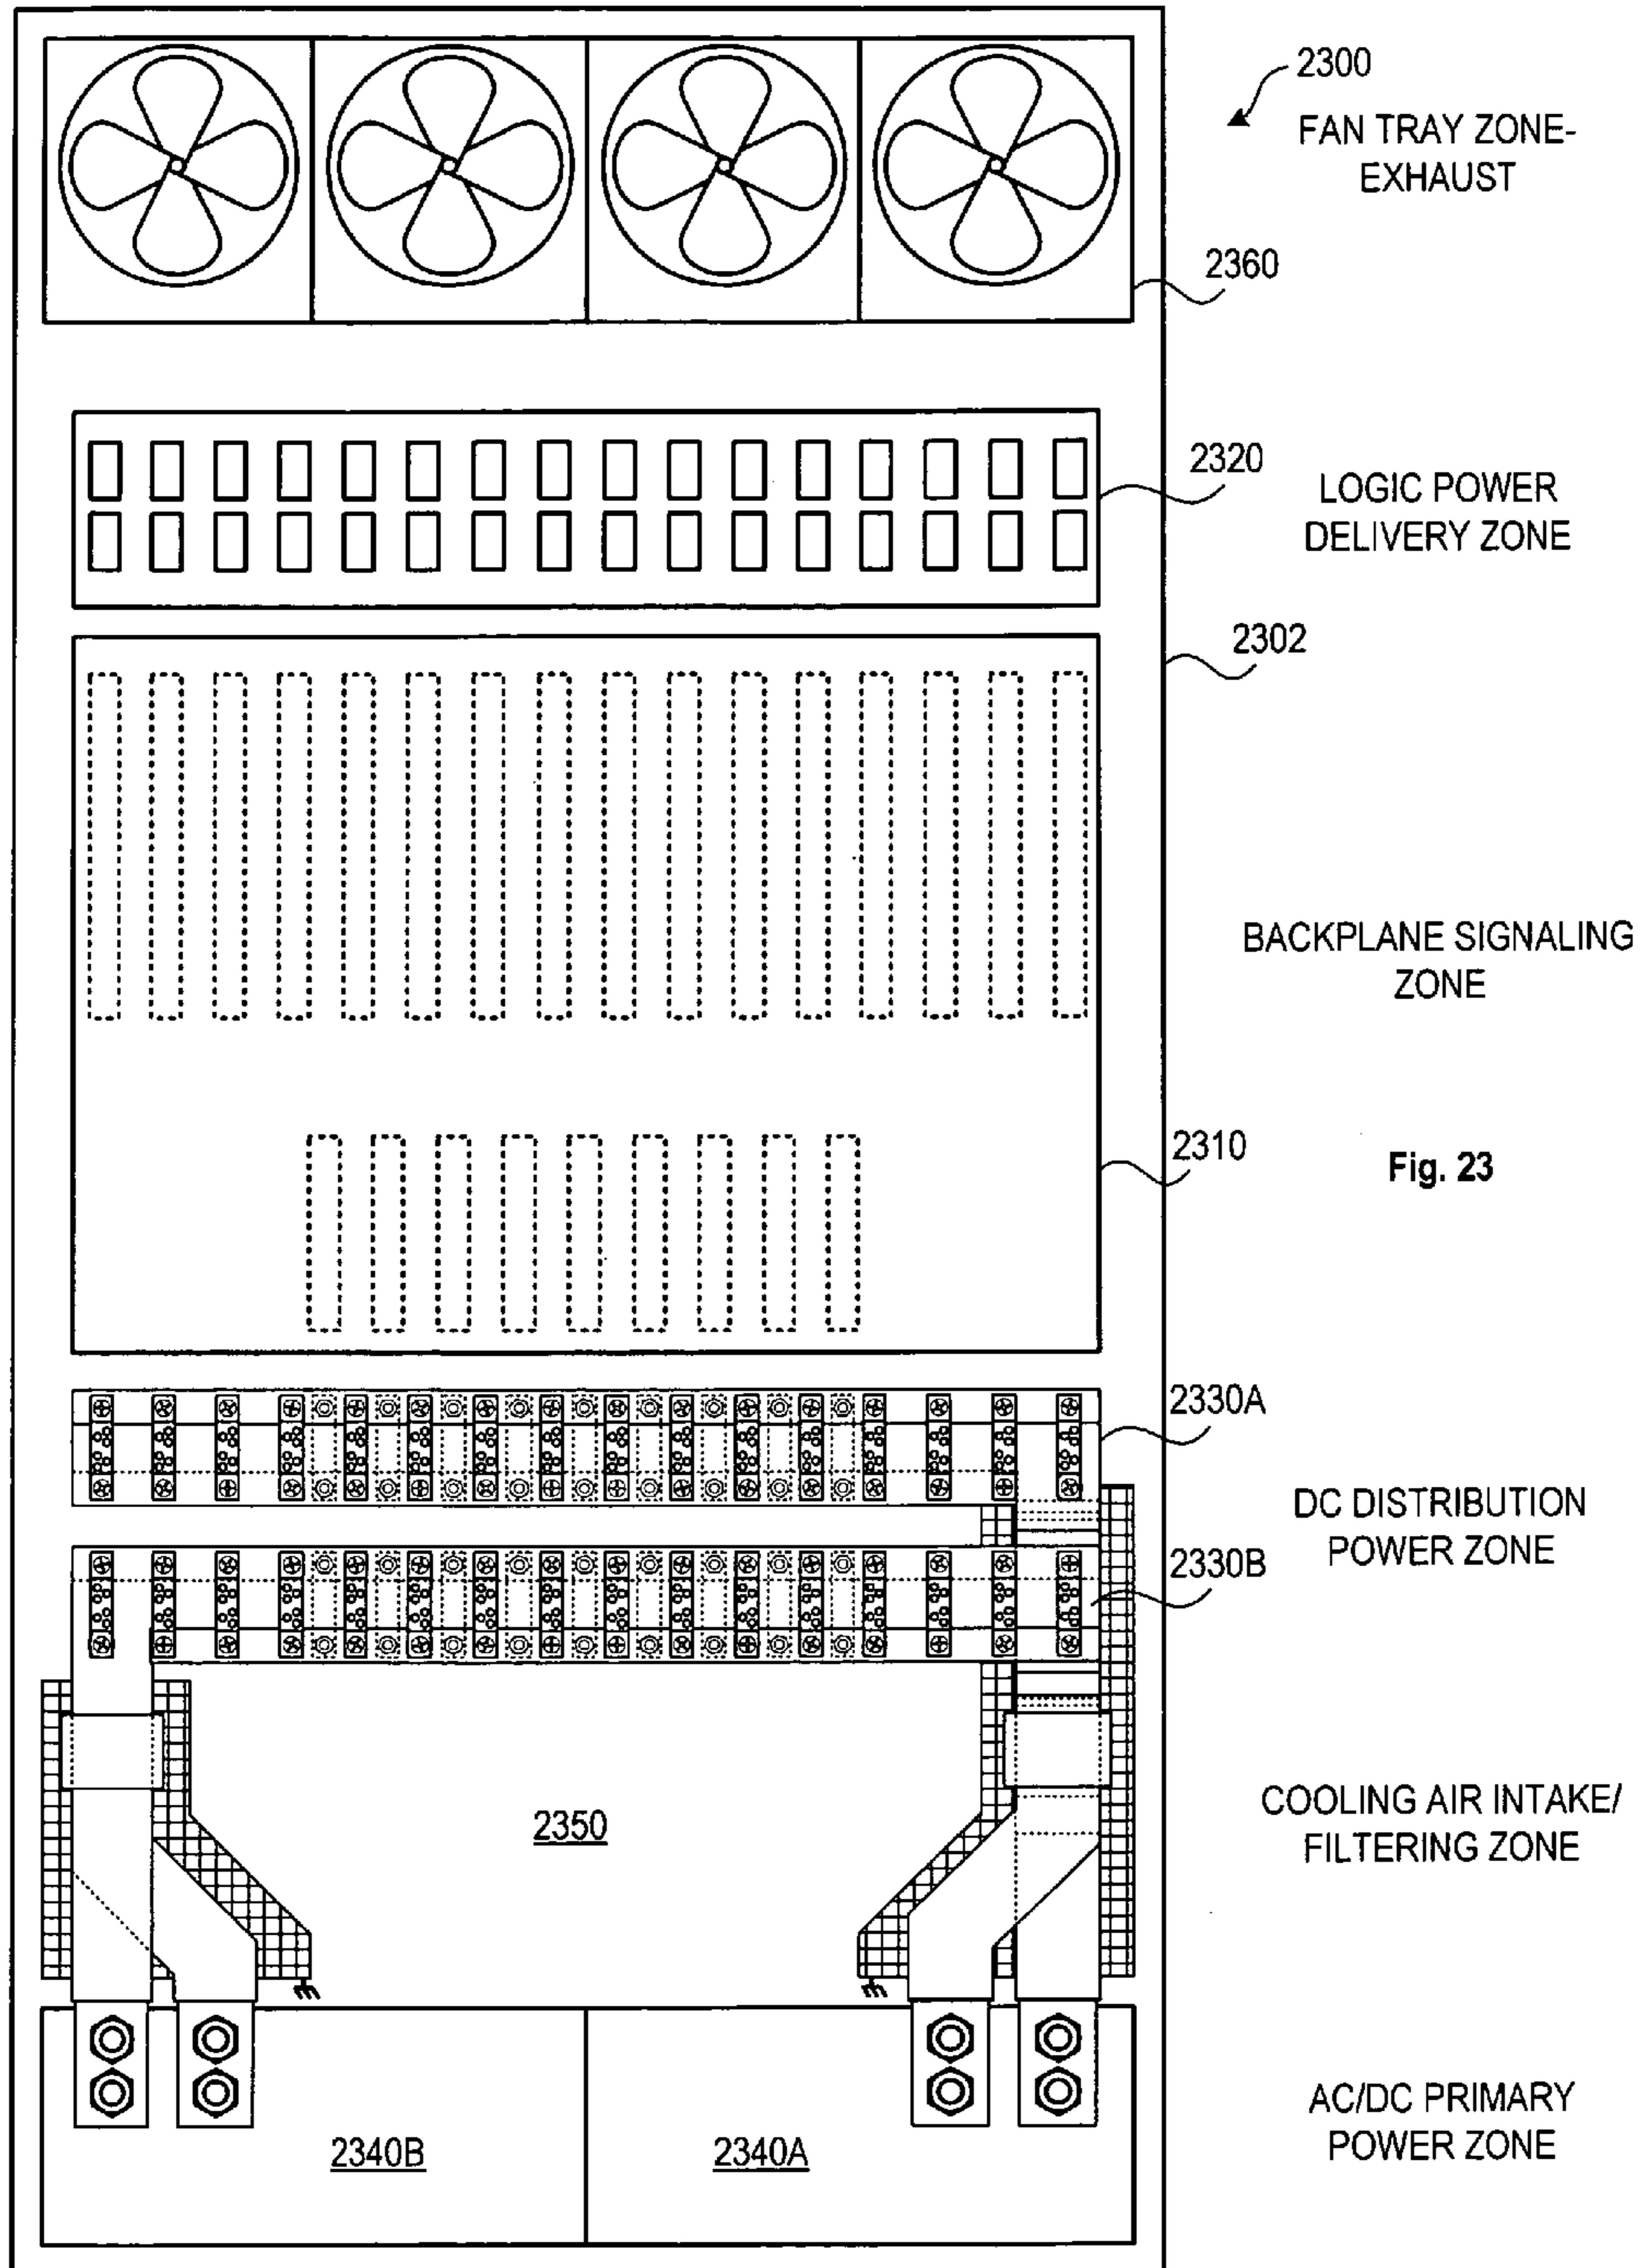 2300
FAN TRAY ZONE-
EXHAUST
2360
2320
LOGIC POWER
DELIVERY ZONE
2302
BACKPLANE SIGNALING
ZONE
2310
Fig. 23
2330A
DC DISTRIBUTION
POWER ZONE
2330B
2350
COOLING AIR INTAKE/
FILTERING ZONE
2340B
2340A
AC/DC PRIMARY
POWER ZONE